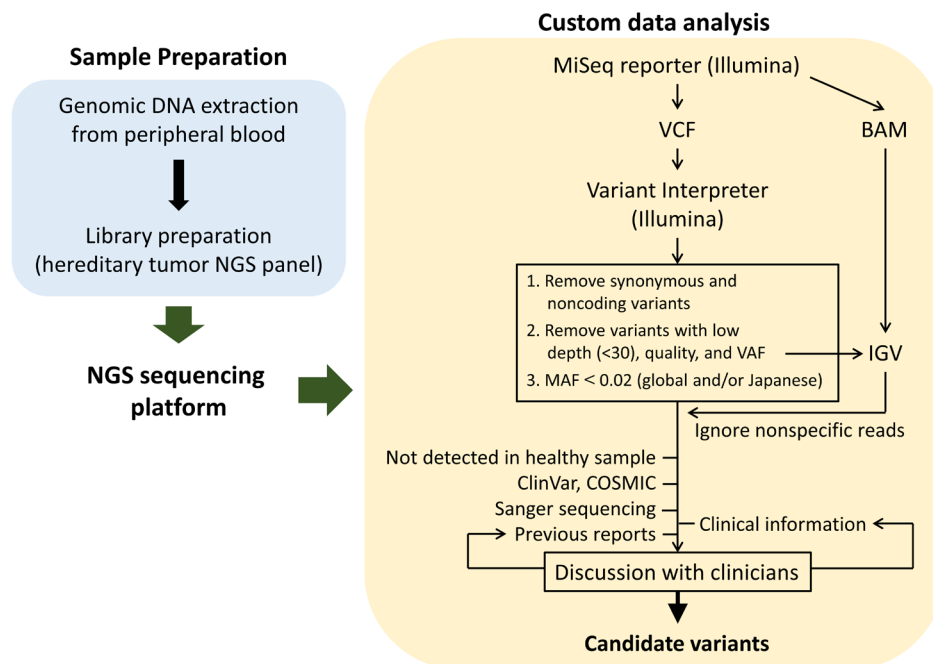 Sample Preparation
Genomic DNA extraction
from peripheral blood
Library preparation
(hereditary tumor NGS panel)
NGS sequencing
platform
Custom data analysis
MiSeq reporter (Illumina)
VCF
BAM
Variant Interpreter
(Illumina)
1. Remove synonymous and
noncoding variants
2. Remove variants with low
depth (<30), quality, and VAF
3. MAF < 0.02 (global and/or Japanese)
IGV
Ignore nonspecific reads
Not detected in healthy sample
ClinVar, COSMIC
Sanger sequencing
Clinical information
Previous reports
Discussion with clinicians
Candidate variants